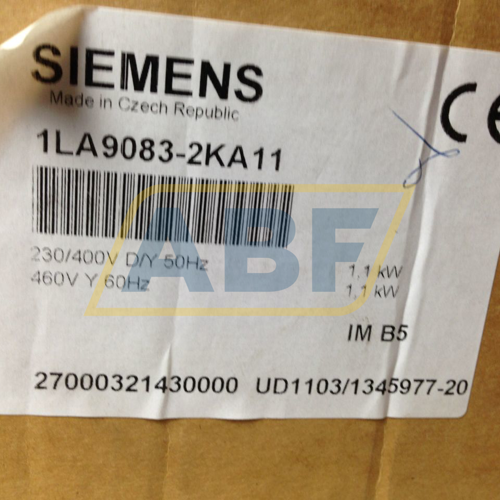 SIEMENS
Made in Czech Republic
CE
1LA9083-2KA11
ABF
230/400V D/Y 50Hz 1,1 kW
460V Y 60Hz 1,1 kW
IM B5
27000321430000 UD1103/1345977-20